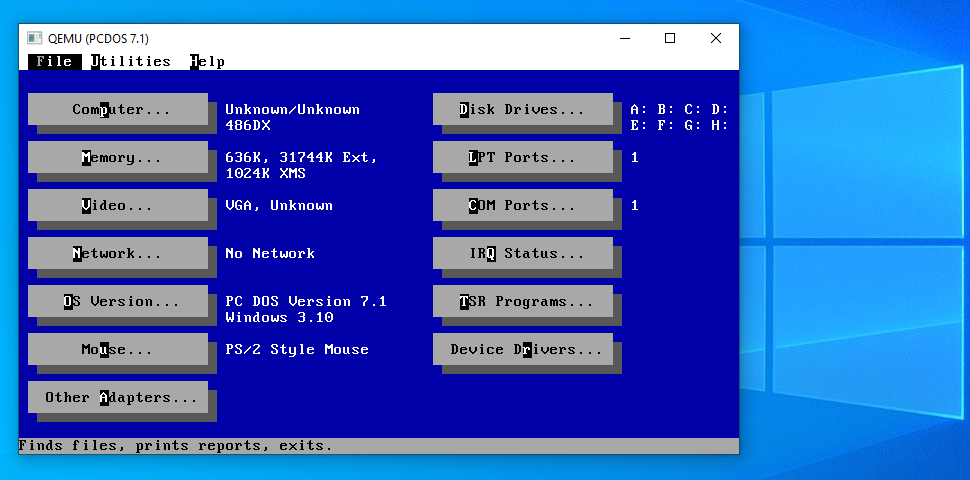 QEMU (PCDOS 7.1)
File Utilities Help
Computer... Unknown/Unknown Disk Drives... A: B: C: D:
486DX E: F: G: H:
Memory... 636K, 31744K Ext, LPT Ports... 1
1024K XMS
Video... VGA, Unknown COM Ports... 1
Network... No Network IRQ Status...
OS Version... PC DOS Version 7.1 TSR Programs...
Windows 3.10
Mouse... PS/2 Style Mouse Device Drivers...
Other Adapters...
Finds files, prints reports, exits.